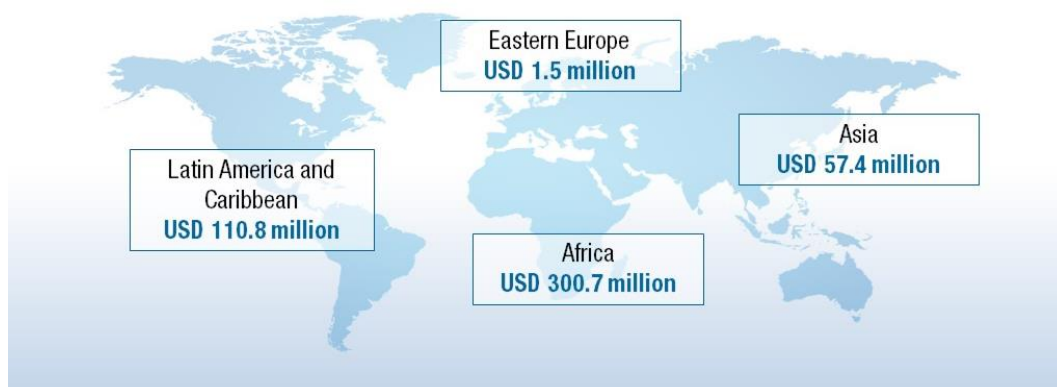 Eastern Europe
USD 1.5 million
Asia
USD 57.4 million
Latin America and
Caribbean
USD 110.8 million
Africa
USD 300.7 million